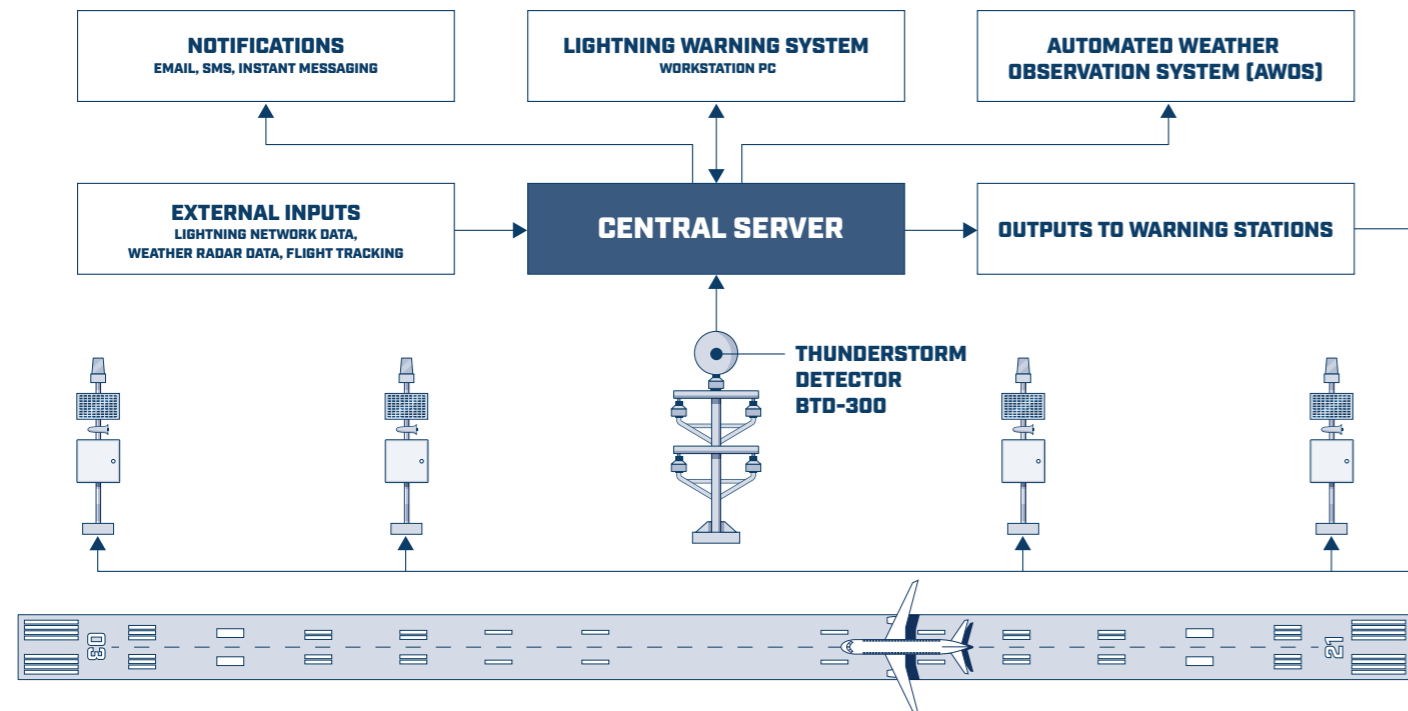 NOTIFICATIONS
EMAIL, SMS, INSTANT MESSAGING
LIGHTNING WARNING SYSTEM
WORKSTATION PC
AUTOMATED WEATHER
OBSERVATION SYSTEM (AWOS)
EXTERNAL INPUTS
LIGHTNING NETWORK DATA,
WEATHER RADAR DATA, FLIGHT TRACKING
CENTRAL SERVER
OUTPUTS TO WARNING STATIONS
THUNDERSTORM
DETECTOR
BTD-300
03
21